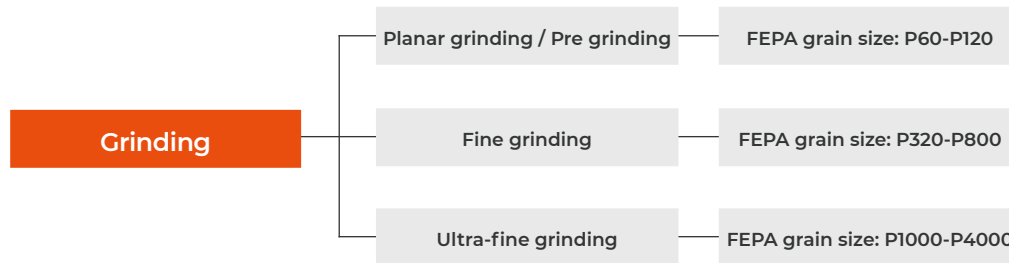 Planar grinding / Pre grinding
FEPA grain size: P60-P120
Grinding
Fine grinding
FEPA grain size: P320-P800
Ultra-fine grinding
FEPA grain size: P1000-P4000